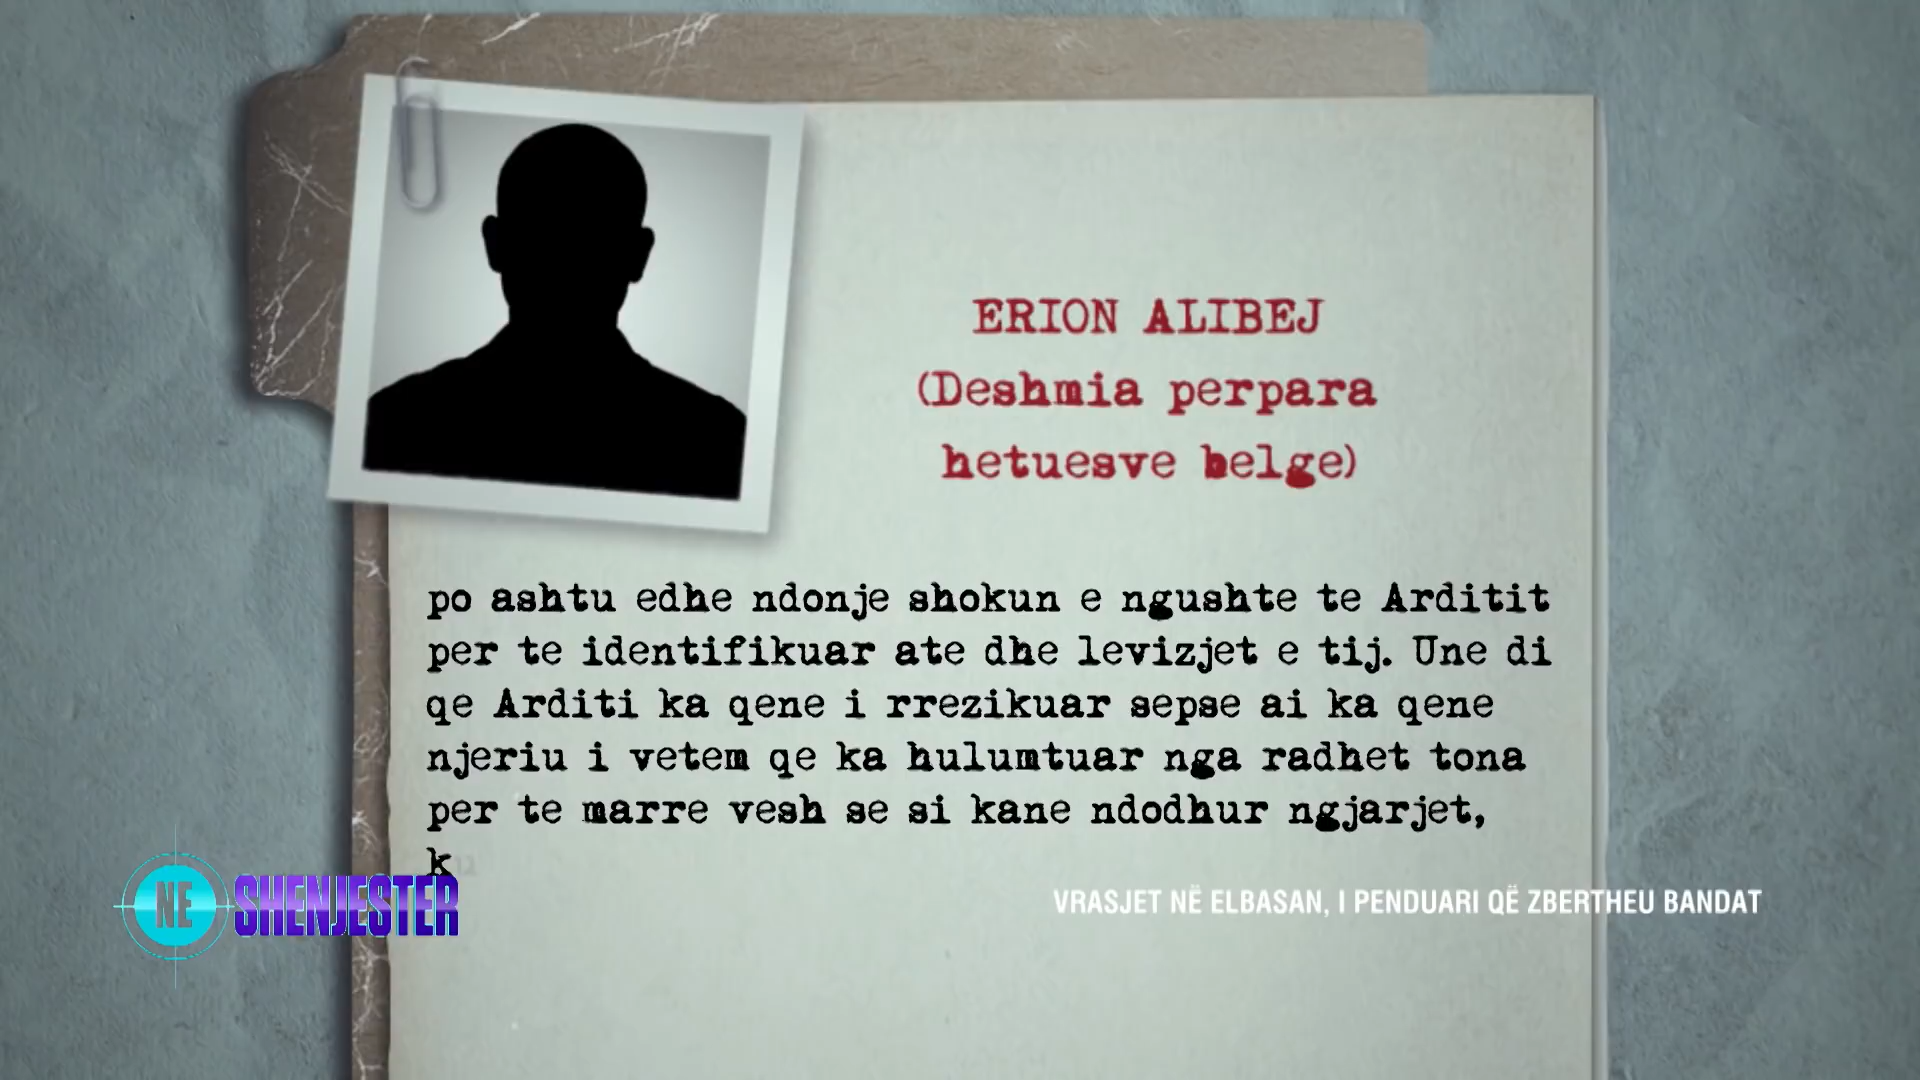 ERION ALIBEJ
(Deshmia perpara
hetuesve belge)
po ashtu edhe ndonje shokun e ngushte te Arditit
per te identifikuar ate dhe levizjet e tij. Une di
qe Arditi ka qene i rrezikuar sepse ai ka qene
njeriu i vetem qe ka hulumtuar nga radhet tona
per te marre vesh se si kane ndodhur ngjarjet,
ku
NE SHENJESTER
VRASJET NË ELBASAN, I PENDUARI QË ZBERTHEU BANDAT